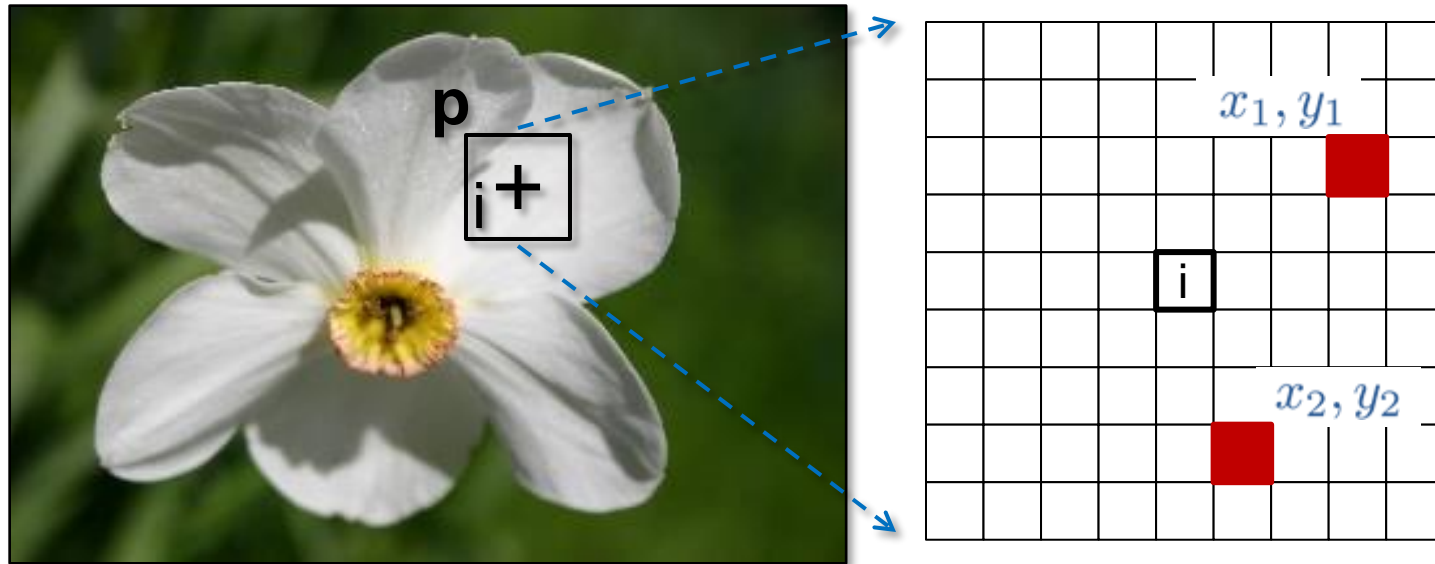 p
i
x₁, y₁
i
x₂, y₂